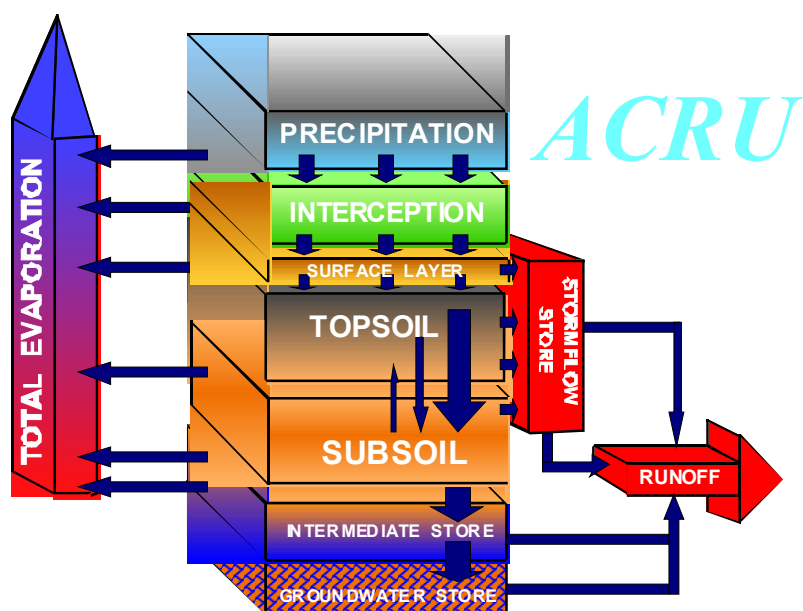 ACRU
PRECIPITATION
INTERCEPTION
SURFACE LAYER
TOPSOIL
SUBSOIL
INTERMEDIATE STORE
GROUNDWATER STORE
TOTAL EVAPORATION
STORMFLOW
STORE
RUNOFF